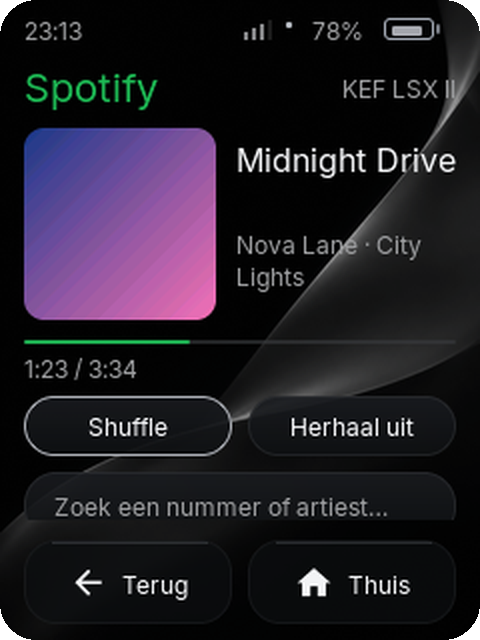 23:13 78%
Spotify KEF LSX II
Midnight Drive
Nova Lane · City
Lights
1:23 / 3:34
Shuffle Herhaal uit
Zoek een nummer of artiest...
Terug Thuis